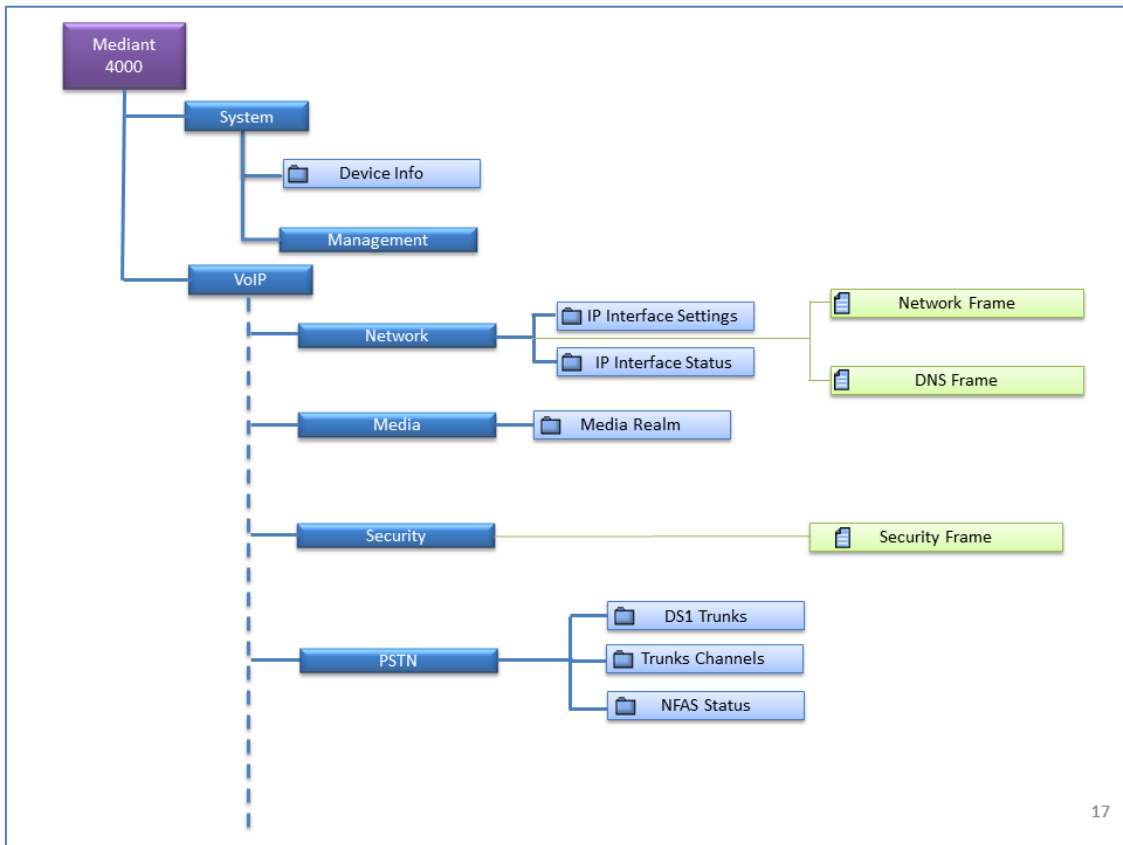 Mediant
4000
System
Device Info
Management
VoIP
Network
IP Interface Settings
IP Interface Status
Network Frame
DNS Frame
Media
Media Realm
Security
Security Frame
PSTN
DS1 Trunks
Trunks Channels
NFAS Status
17